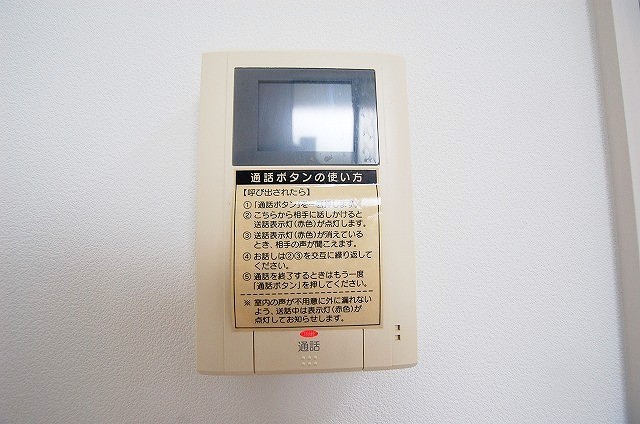 通話ボタンの使い方
【呼び出されたら】
①「通話ボタン」を一度押します。
② こちらから相手に話しかけると
送話表示灯(赤色)が点灯します。
③ 送話表示灯(赤色)が消えている
とき、相手の声が聞こえます。
④ お話しは②③を交互に繰り返して
ください。
⑤ 通話を終了するときはもう一度
「通話ボタン」を押してください。
※ 室内の声が不用意に外に漏れない
よう、送話中は表示灯(赤色)が
点灯してお知らせします。
通話